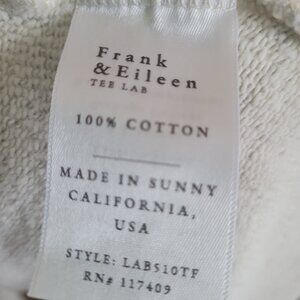 Frank
& Eileen
TEE LAB
100% COTTON
MADE IN SUNNY
CALIFORNIA,
USA
STYLE: LAB510TF
RN# 117409